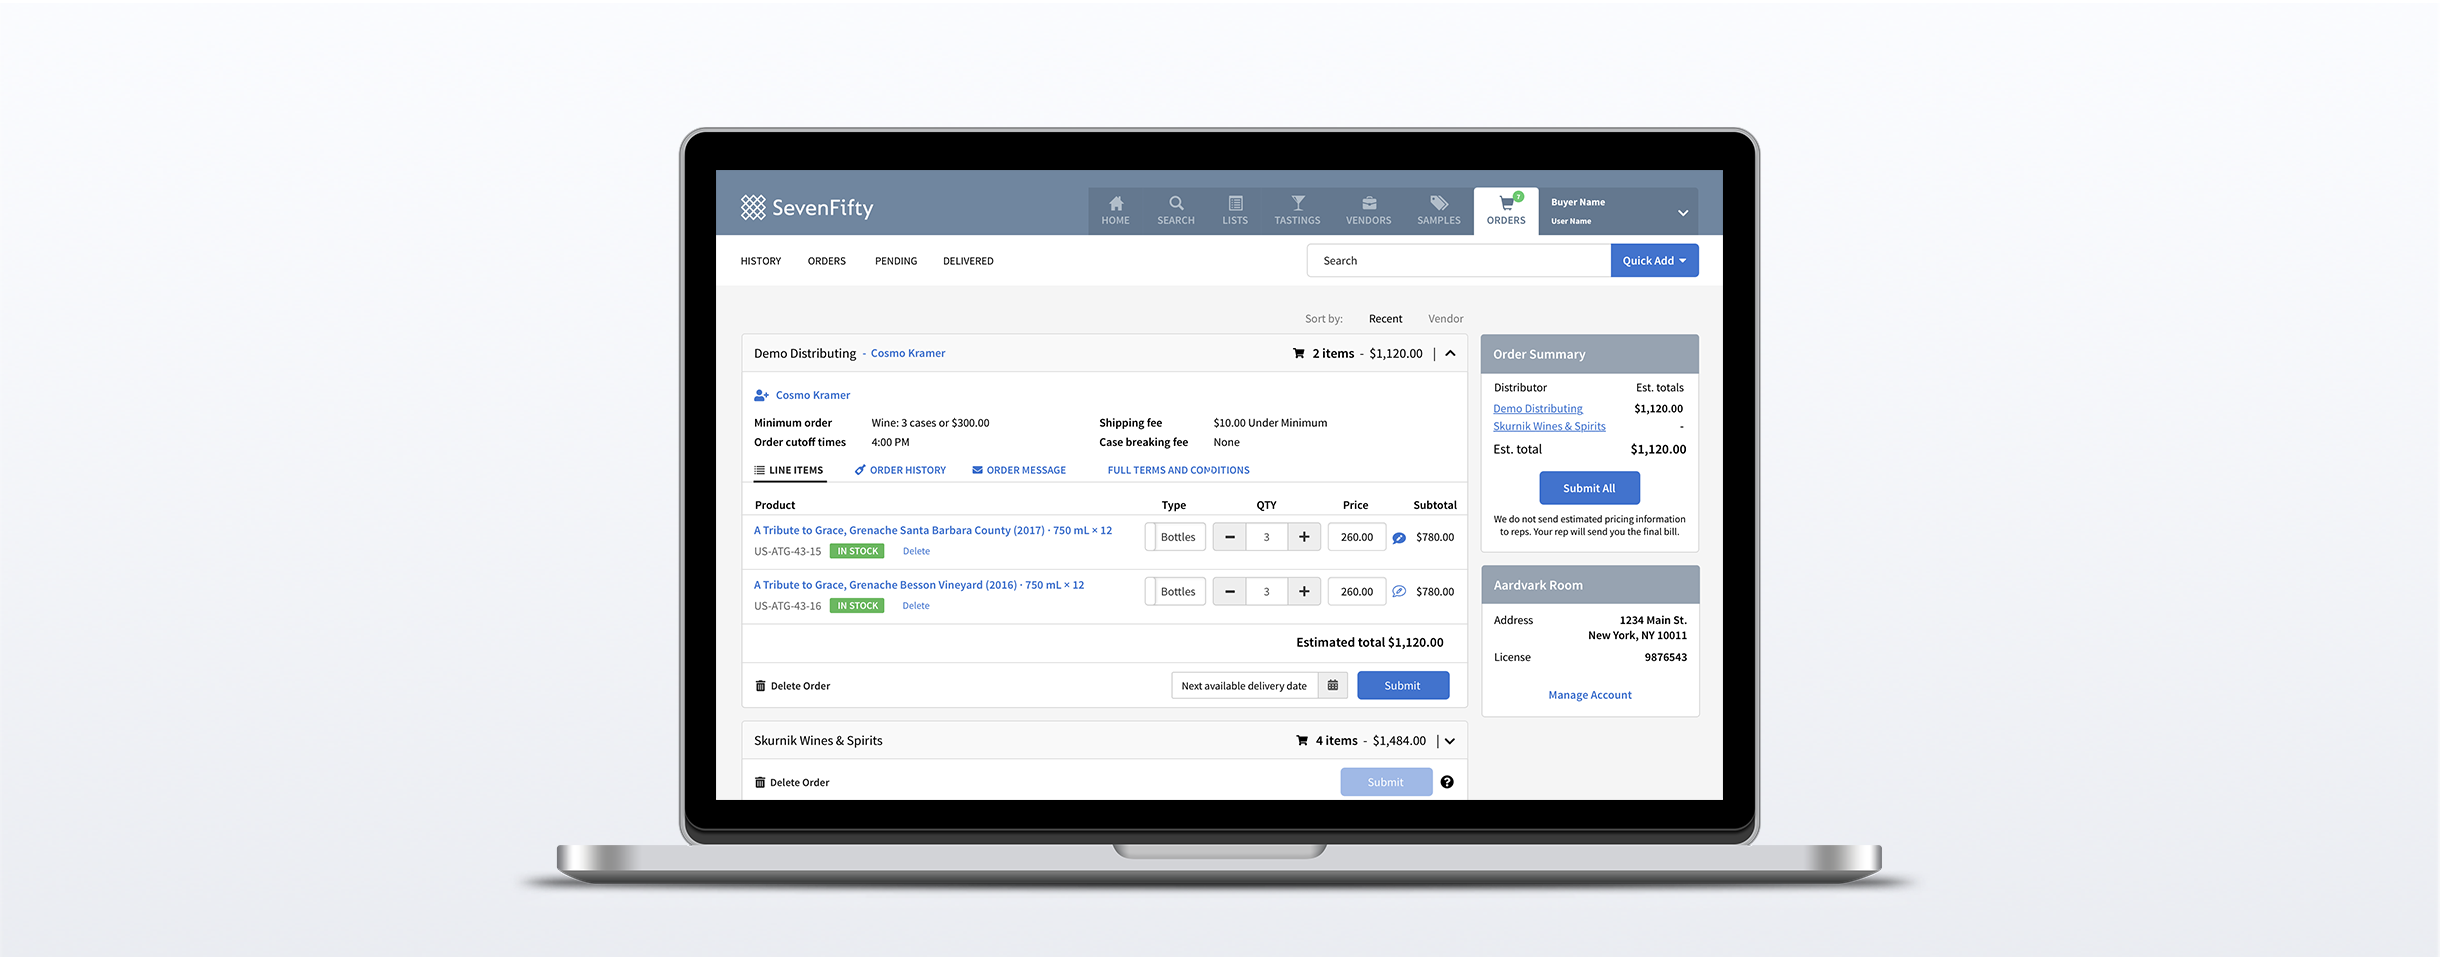 SevenFifty
HOME SEARCH LISTS TASTINGS VENDORS SAMPLES ORDERS
7
Buyer Name
User Name
HISTORY ORDERS PENDING DELIVERED
Search
Quick Add
Sort by: Recent Vendor
Demo Distributing - Cosmo Kramer
2 items - $1,120.00 |
Cosmo Kramer
Minimum order Wine: 3 cases or $300.00 Shipping fee $10.00 Under Minimum
Order cutoff times 4:00 PM Case breaking fee None
LINE ITEMS ORDER HISTORY ORDER MESSAGE FULL TERMS AND CONDITIONS
Product Type QTY Price Subtotal
A Tribute to Grace, Grenache Santa Barbara County (2017) · 750 mL × 12
US-ATG-43-15 IN STOCK Delete
Bottles − 3 + 260.00 $780.00
A Tribute to Grace, Grenache Besson Vineyard (2016) · 750 mL × 12
US-ATG-43-16 IN STOCK Delete
Bottles − 3 + 260.00 $780.00
Estimated total $1,120.00
Delete Order
Next available delivery date
Submit
Skurnik Wines & Spirits
4 items - $1,484.00 |
Delete Order
Submit
?
Order Summary
Distributor Est. totals
Demo Distributing $1,120.00
Skurnik Wines & Spirits -
Est. total $1,120.00
Submit All
We do not send estimated pricing information
to reps. Your rep will send you the final bill.
Aardvark Room
Address 1234 Main St.
New York, NY 10011
License 9876543
Manage Account